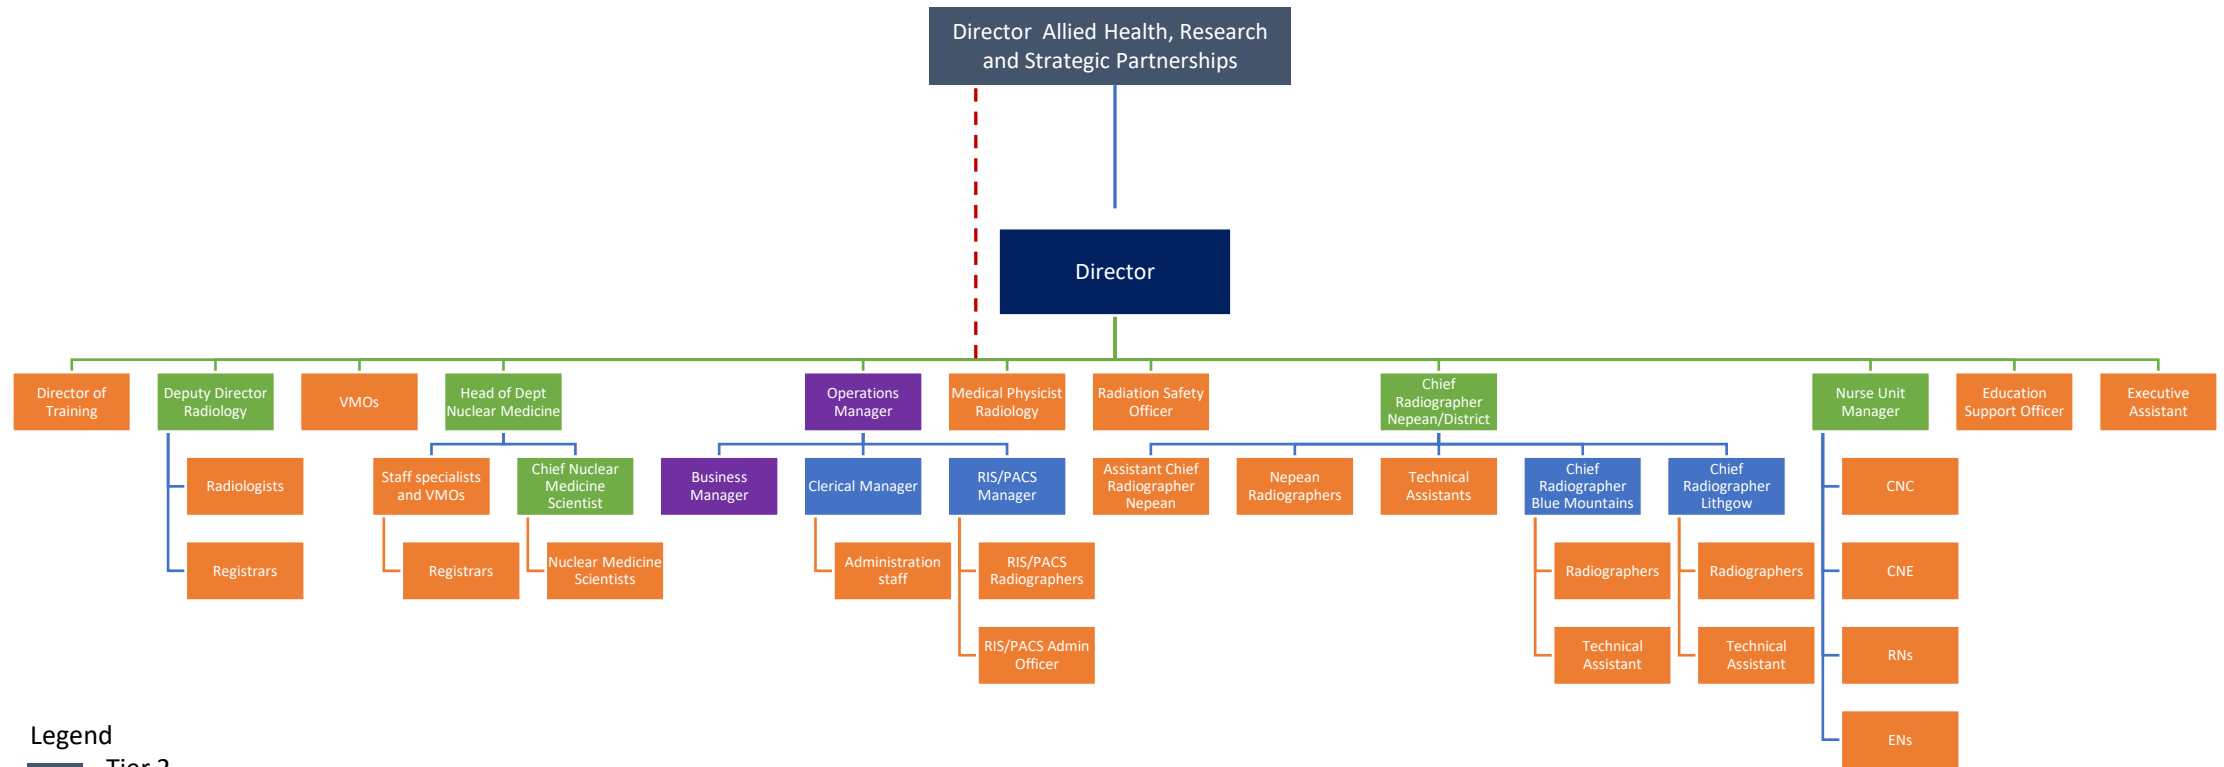 Director Allied Health, Research
and Strategic Partnerships
Director
Director of
Training
Deputy Director
Radiology
VMOs
Head of Dept
Nuclear Medicine
Operations
Manager
Medical Physicist
Radiology
Radiation Safety
Officer
Chief
Radiographer
Nepean/District
Nurse Unit
Manager
Education
Support Officer
Executive
Assistant
Radiologists
Staff specialists
and VMOs
Chief Nuclear
Medicine
Scientist
Business
Manager
Clerical Manager
RIS/PACS
Manager
Assistant Chief
Radiographer
Nepean
Nepean
Radiographers
Technical
Assistants
Chief
Radiographer
Blue Mountains
Chief
Radiographer
Lithgow
CNC
Registrars
Registrars
Nuclear Medicine
Scientists
Administration
staff
RIS/PACS
Radiographers
Radiographers
Radiographers
CNE
RIS/PACS Admin
Officer
Technical
Assistant
Technical
Assistant
RNs
ENs
Legend
Tier 2